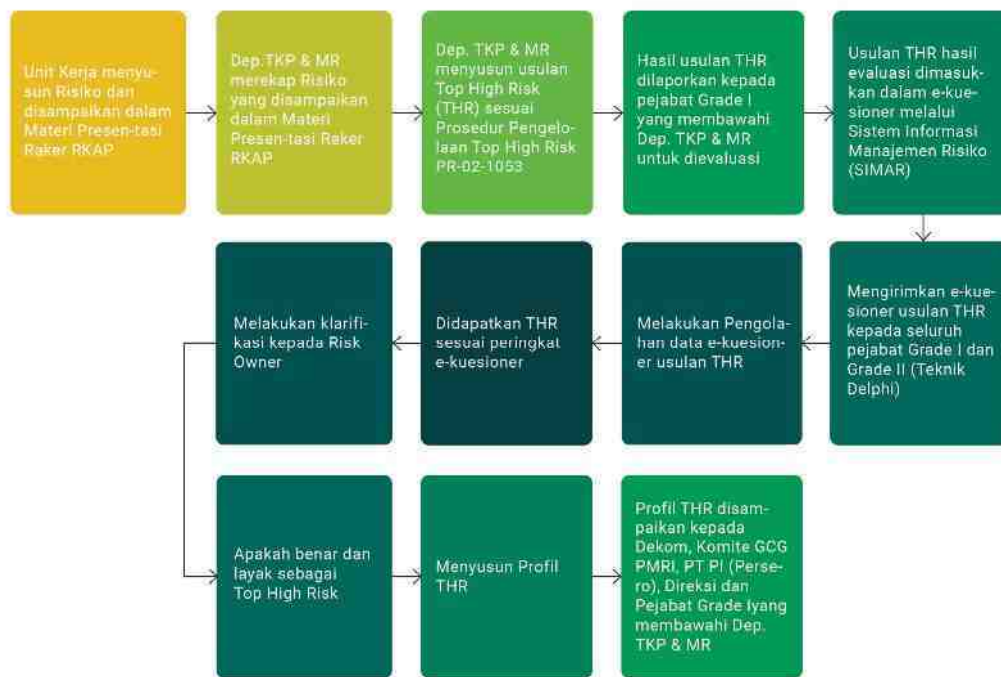 Unit Kerja menyu-
sun Risiko dan
disampaikan dalam
Materi Presen-tasi
Raker RKAP
Dep.TKP & MR
merekap Risiko
yang disampaikan
dalam Materi
Presen-tasi Raker
RKAP
Dep. TKP & MR
menyusun usulan
Top High Risk
(THR) sesuai
Prosedur Pengelo-
laan Top High Risk
PR-02-1053
Hasil usulan THR
dilaporkan kepada
pejabat Grade I
yang membawahi
Dep. TKP & MR
untuk dievaluasi
Usulan THR hasil
evaluasi dimasuk-
kan dalam e-kue-
sioner melalui
Sistem Informasi
Manajemen Risiko
(SIMAR)
Mengirimkan e-kue-
sioner usulan THR
kepada seluruh
pejabat Grade I dan
Grade II (Teknik
Delphi)
Melakukan Pengola-
han data e-kuesion-
er usulan THR
Didapatkan THR
sesuai peringkat
e-kuesioner
Melakukan klarifi-
kasi kepada Risk
Owner
Apakah benar dan
layak sebagai
Top High Risk
Menyusun Profil
THR
Profil THR disam-
paikan kepada
Dekom, Komite GCG
PMRI, PT PI (Perse-
ro), Direksi dan
Pejabat Grade Iyang
membawahi Dep.
TKP & MR